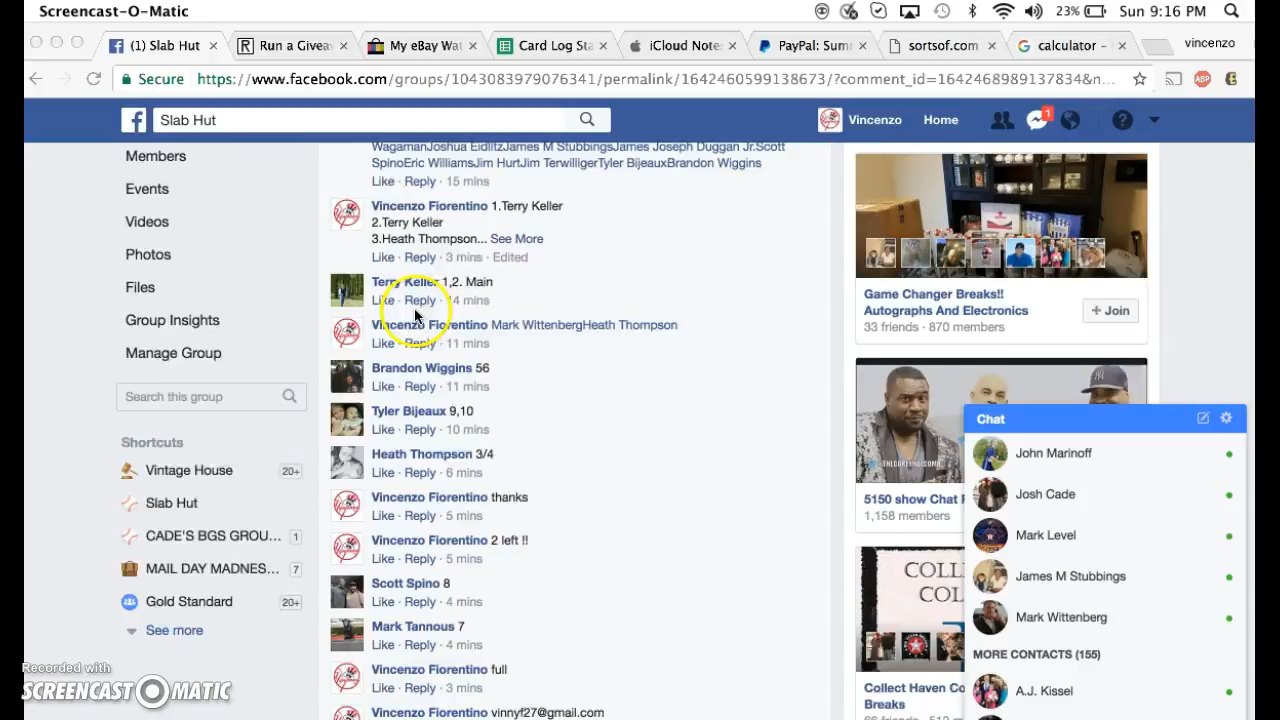 Screencast-O-Matic
23%
Sun 9:16 PM
(1) Slab Hut
Run a Giveav
My eBay Wat
Card Log Sta
iCloud Note
PayPal: Sum
sortsof.com
calculator -
vincenzo
Secure
https://www.facebook.com/groups/1043083979076341/permalink/1642460599138673/?comment_id=1642468989137834&n...
ABP
Slab Hut
Vincenzo
Home
1
Members
Events
Videos
Photos
Files
Group Insights
Manage Group
Search this group
Shortcuts
Vintage House 20+
Slab Hut
CADE'S BGS GROU... 1
MAIL DAY MADNES... 7
Gold Standard 20+
See more
Recorded with
SCREENCAST O MATIC
WagamanJoshua EidlitzJames M StubbingsJames Joseph Duggan Jr.Scott
SpinoEric WilliamsJim HurtJim TerwilligerTyler BijeauxBrandon Wiggins
Like · Reply · 15 mins
Vincenzo Fiorentino 1.Terry Keller
2.Terry Keller
3.Heath Thompson... See More
Like · Reply · 3 mins · Edited
Terry Keller 1,2. Main
Like · Reply · 14 mins
Vincenzo Fiorentino Mark WittenbergHeath Thompson
Like · Reply · 11 mins
Brandon Wiggins 56
Like · Reply · 11 mins
Tyler Bijeaux 9,10
Like · Reply · 10 mins
Heath Thompson 3/4
Like · Reply · 6 mins
Vincenzo Fiorentino thanks
Like · Reply · 5 mins
Vincenzo Fiorentino 2 left !!
Like · Reply · 5 mins
Scott Spino 8
Like · Reply · 4 mins
Mark Tannous 7
Like · Reply · 4 mins
Vincenzo Fiorentino full
Like · Reply · 3 mins
Vincenzo Fiorentino vinnyf27@gmail.com
Game Changer Breaks!!
Autographs And Electronics
33 friends · 870 members
+ Join
5150 show Chat
1,158 members
COLL
COL
Collect Haven Co
Breaks
Chat
John Marinoff
Josh Cade
Mark Level
James M Stubbings
Mark Wittenberg
MORE CONTACTS (155)
A.J. Kissel